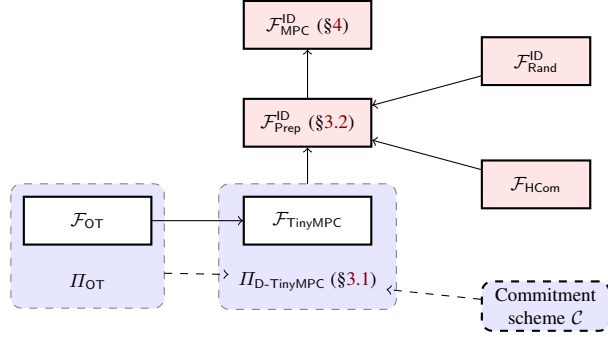 ℱ^ID_MPC (§4)
ℱ^ID_Rand
ℱ^ID_Prep (§3.2)
ℱ_HCom
ℱ_OT
ℱ_TinyMPC
Π_OT
Π_D-TinyMPC (§3.1)
Commitment
scheme 𝒞